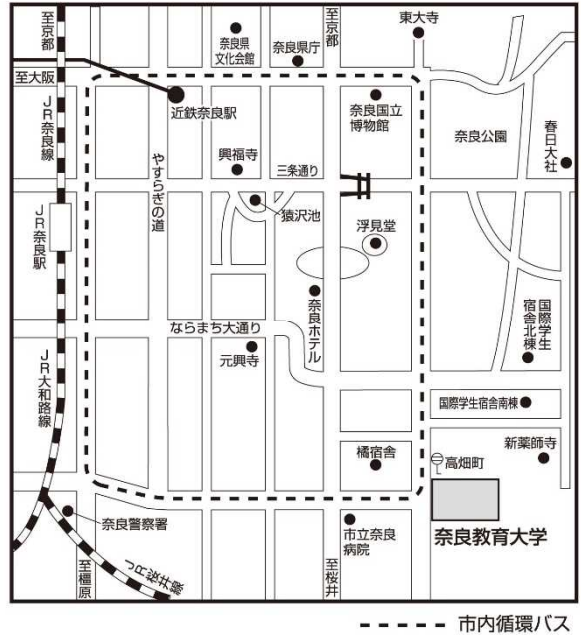 至京都
至京都
東大寺
奈良県
文化会館
奈良県庁
至大阪
近鉄奈良駅
奈良国立
博物館
奈良公園
春日大社
JR奈良線
やすらぎの道
興福寺
三条通り
猿沢池
浮見堂
JR奈良駅
奈良ホテル
国際学生
宿舎北棟
ならまち大通り
元興寺
JR大和路線
国際学生宿舎南棟
橘宿舎
高畑町
新薬師寺
奈良警察署
市立奈良
病院
奈良教育大学
至橿原
JR桜井線
至桜井
市内循環バス